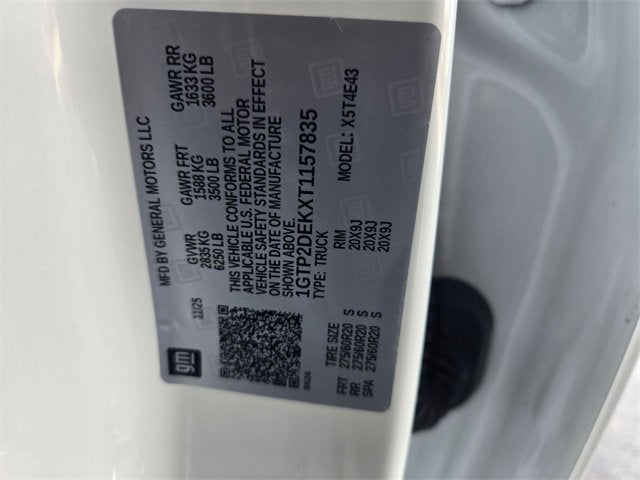 MFD BY GENERAL MOTORS LLC
11/25
GVWR
2835 KG
6250 LB
GAWR FRT
1588 KG
3500 LB
GAWR RR
1633 KG
3600 LB
THIS VEHICLE CONFORMS TO ALL
APPLICABLE U.S. FEDERAL MOTOR
VEHICLE SAFETY STANDARDS IN EFFECT
ON THE DATE OF MANUFACTURE
SHOWN ABOVE.
1GTP2DEKXT1157835
TYPE: TRUCK
MODEL: X5T4E43
TIRE SIZE RIM
FRT 275/60R20 S 20X9J
RR 275/60R20 S 20X9J
SPA 275/60R20 S 20X9J
gm